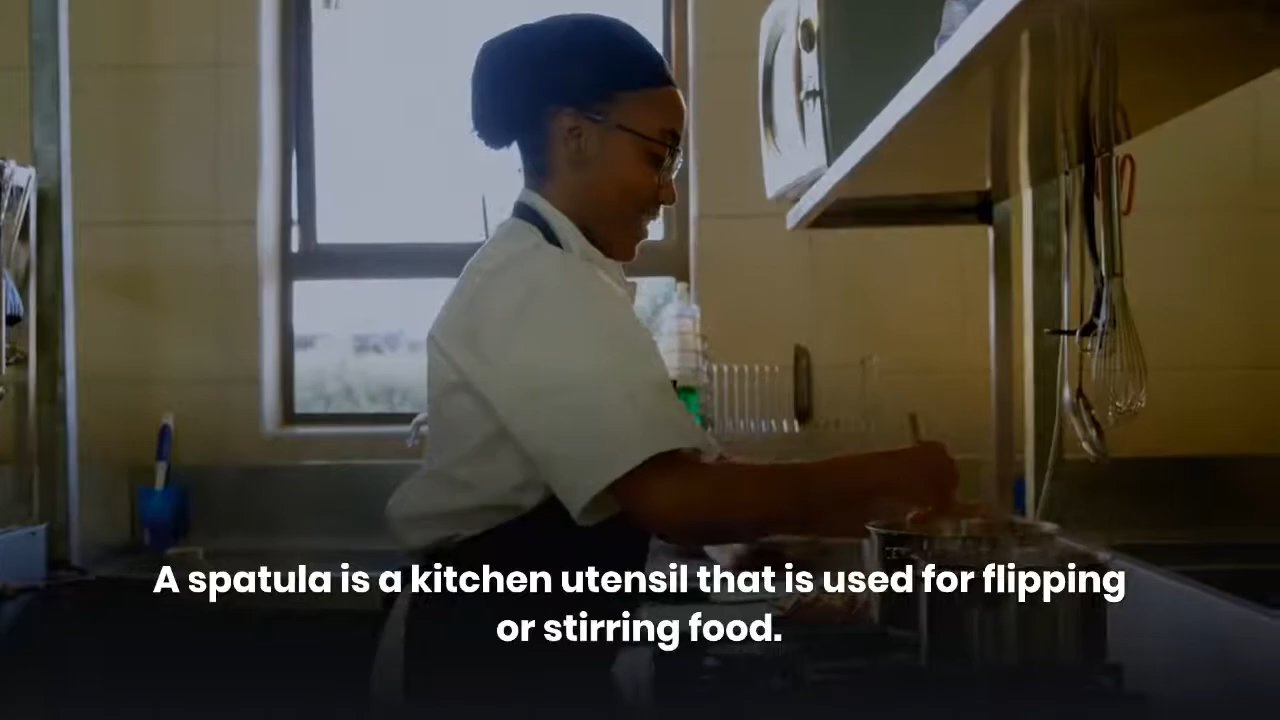 A spatula is a kitchen utensil that is used for flipping
or stirring food.